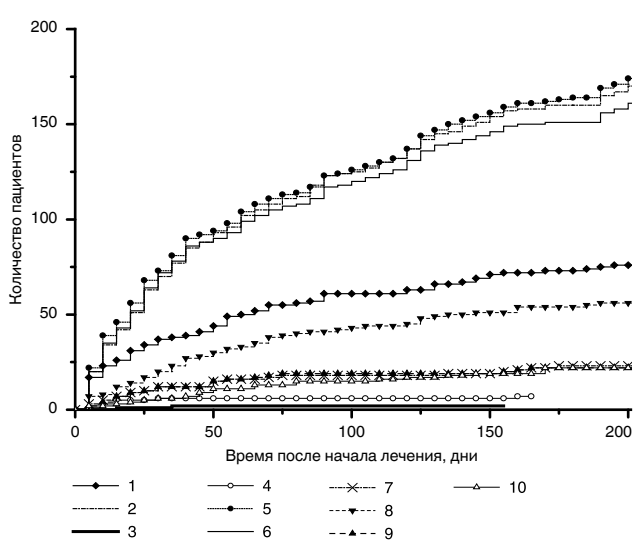 200
150
100
50
0
Количество пациентов
0 50 100 150 200
Время после начала лечения, дни
1 4 7 10
2 5 8
3 6 9